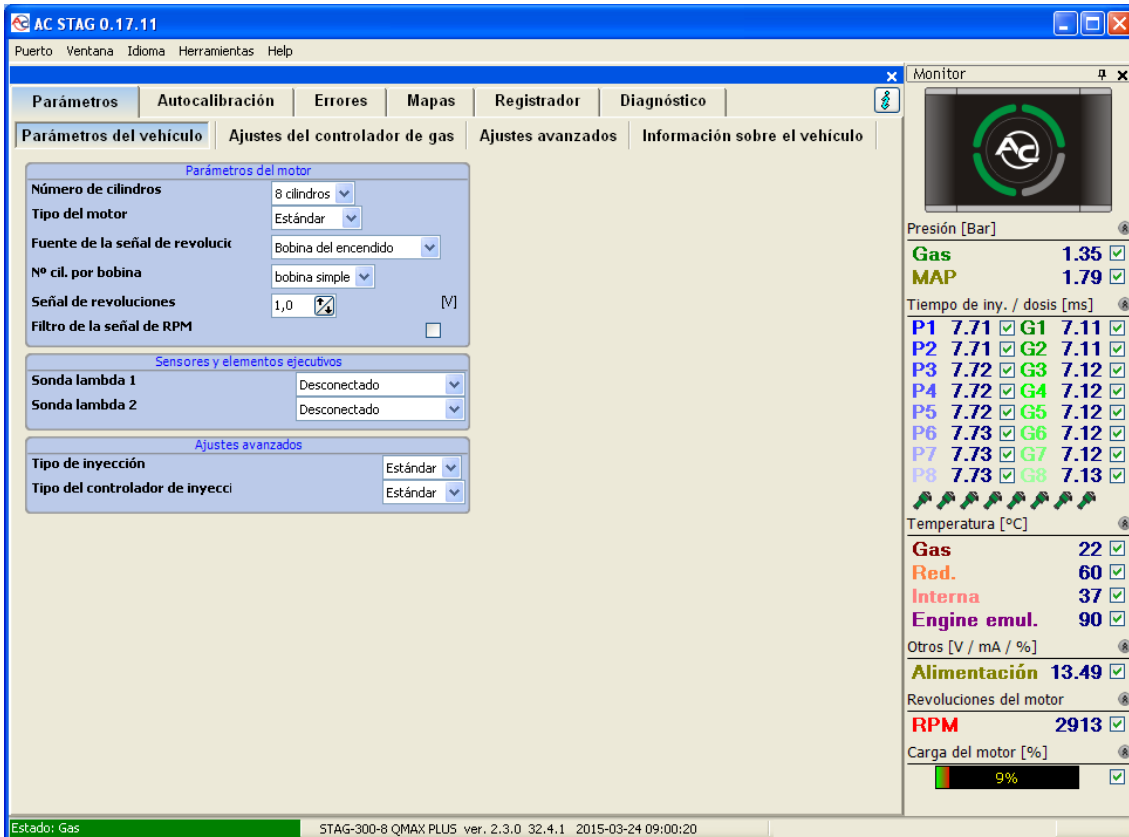 AC STAG 0.17.11
Puerto Ventana Idioma Herramientas Help
Parámetros Autocalibración Errores Mapas Registrador Diagnóstico
Parámetros del vehículo Ajustes del controlador de gas Ajustes avanzados Información sobre el vehículo
Parámetros del motor
Número de cilindros 8 cilindros
Tipo del motor Estándar
Fuente de la señal de revolucic Bobina del encendido
Nº cil. por bobina bobina simple
Señal de revoluciones 1,0 [V]
Filtro de la señal de RPM
Sensores y elementos ejecutivos
Sonda lambda 1 Desconectado
Sonda lambda 2 Desconectado
Ajustes avanzados
Tipo de inyección Estándar
Tipo del controlador de inyecci Estándar
Monitor
AC
Presión [Bar]
Gas 1.35
MAP 1.79
Tiempo de iny. / dosis [ms]
P1 7.71 G1 7.11
P2 7.71 G2 7.11
P3 7.72 G3 7.12
P4 7.72 G4 7.12
P5 7.72 G5 7.12
P6 7.73 G6 7.12
P7 7.73 G7 7.12
P8 7.73 G8 7.13
Temperatura [ºC]
Gas 22
Red. 60
Interna 37
Engine emul. 90
Otros [V / mA / %]
Alimentación 13.49
Revoluciones del motor
RPM 2913
Carga del motor [%]
9%
Estado: Gas STAG-300-8 QMAX PLUS ver. 2.3.0 32.4.1 2015-03-24 09:00:20